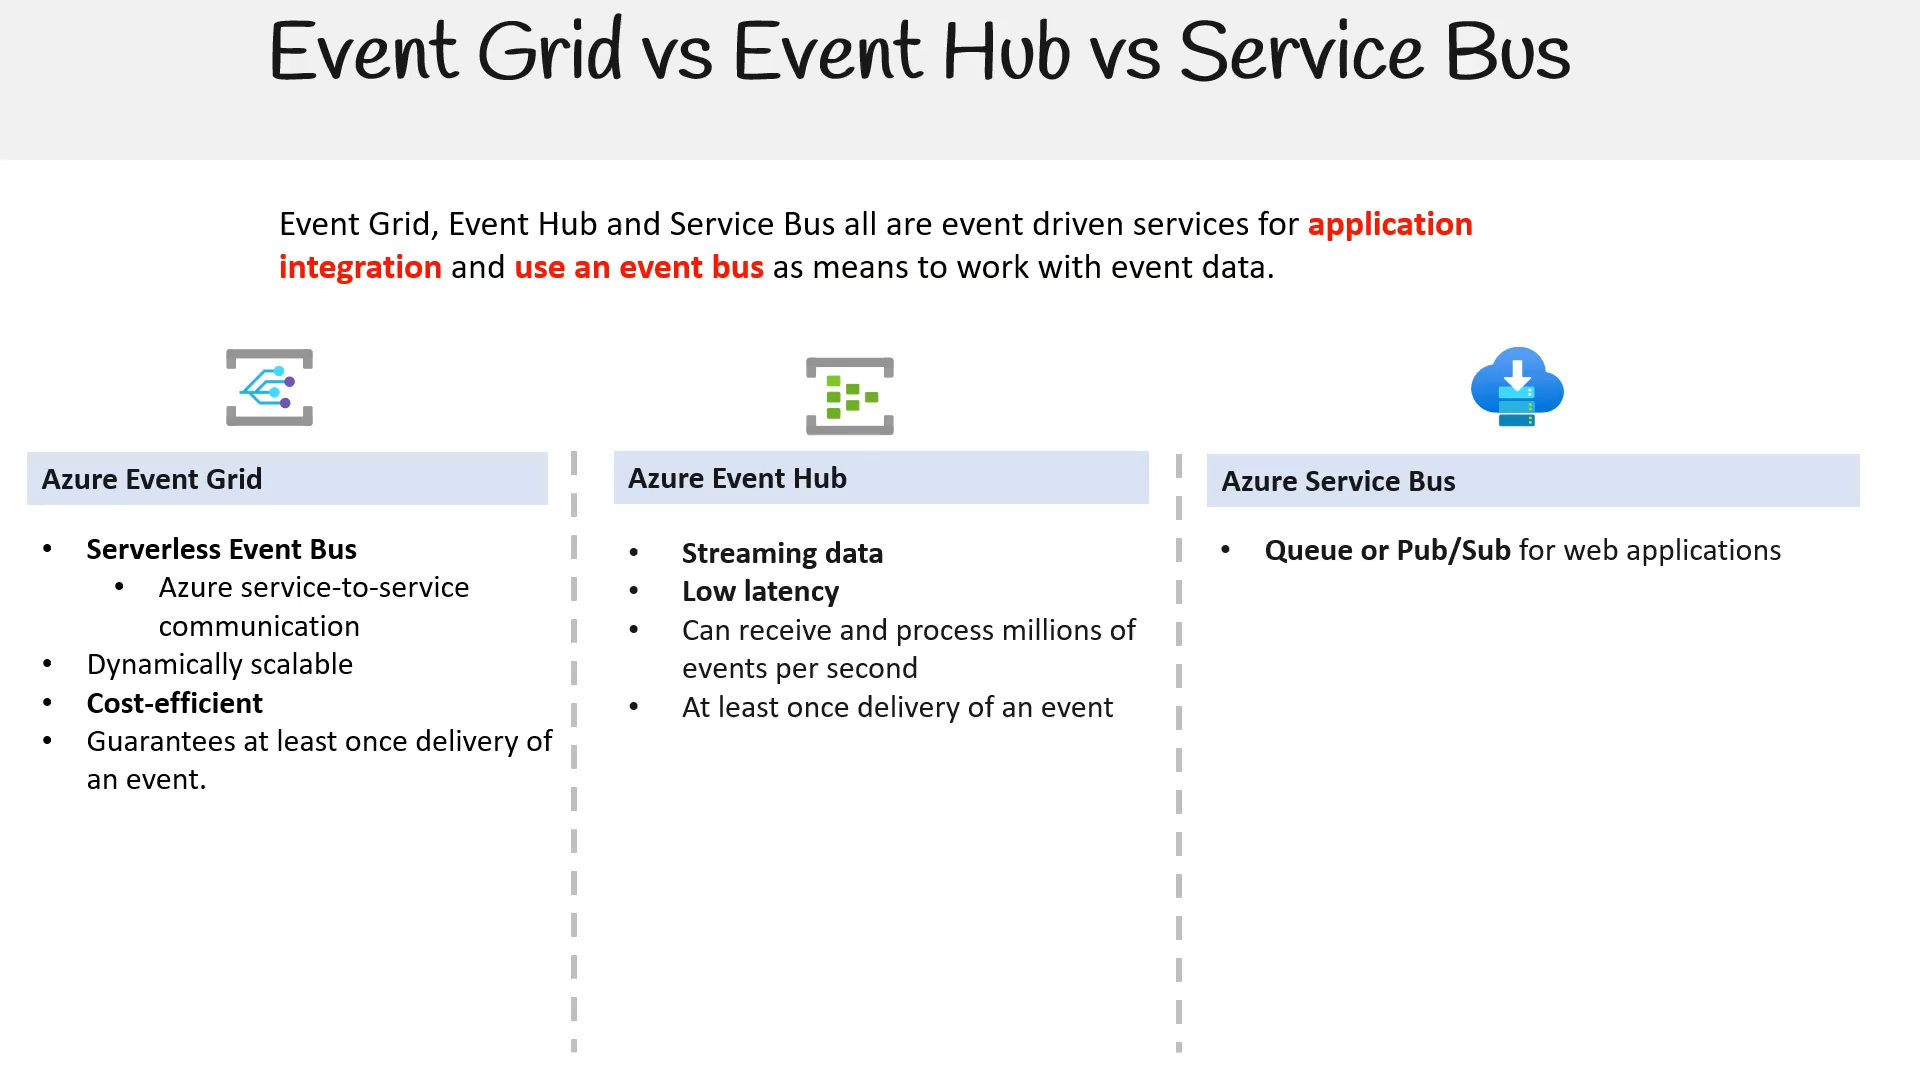 Event Grid vs Event Hub vs Service Bus
Event Grid, Event Hub and Service Bus all are event driven services for application
integration and use an event bus as means to work with event data.
Azure Event Grid
• Serverless Event Bus
• Azure service-to-service
communication
• Dynamically scalable
• Cost-efficient
• Guarantees at least once delivery of
an event.
Azure Event Hub
• Streaming data
• Low latency
• Can receive and process millions of
events per second
• At least once delivery of an event
Azure Service Bus
• Queue or Pub/Sub for web applications